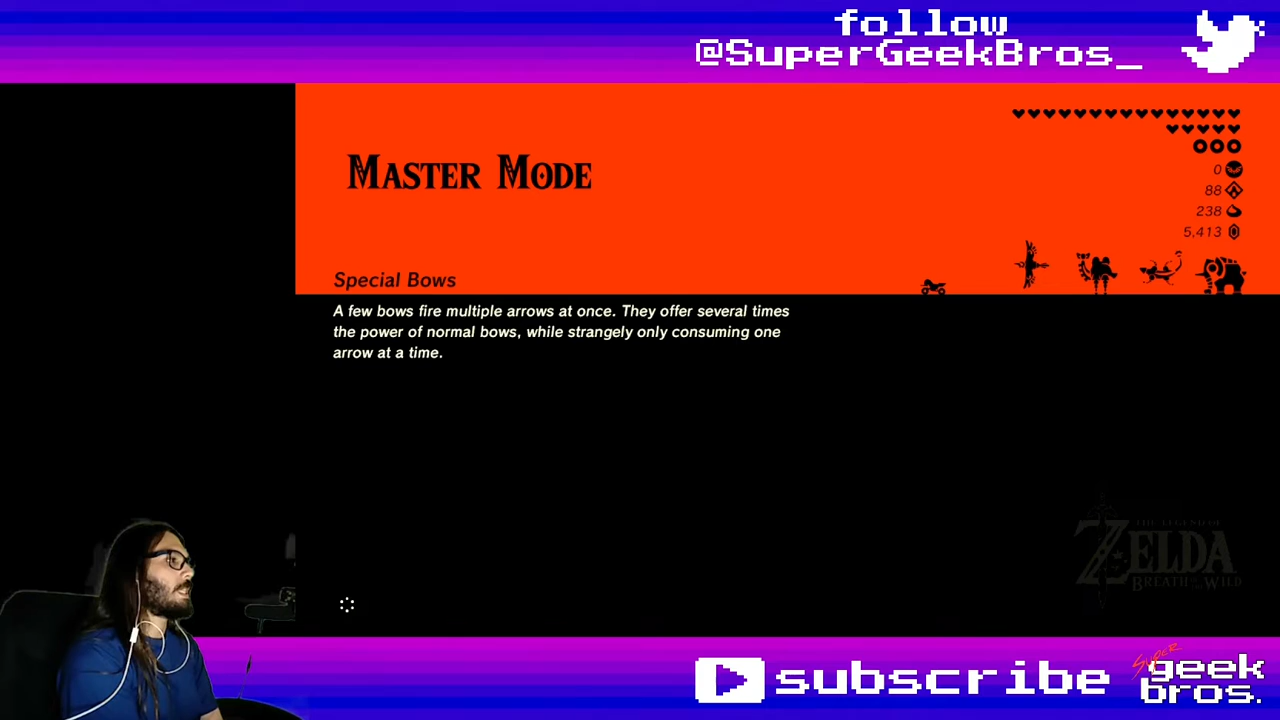 follow
@SuperGeekBros_
Master Mode
0
88
238
5,413
Special Bows
A few bows fire multiple arrows at once. They offer several times
the power of normal bows, while strangely only consuming one
arrow at a time.
THE LEGEND OF
ZELDA
BREATH OF THE WILD
subscribe
SUPER
geek
bros.